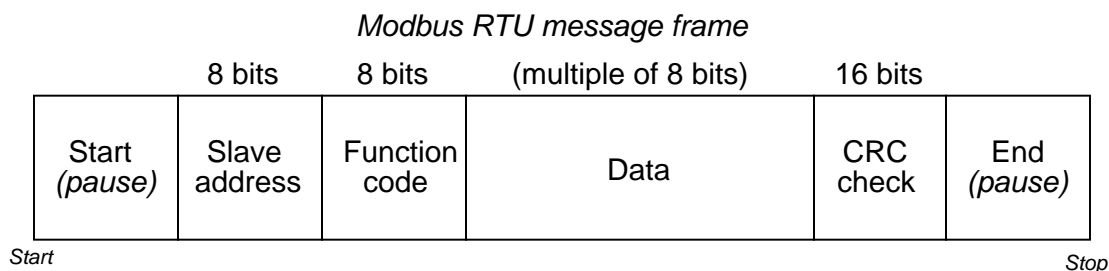 Modbus RTU message frame
8 bits 8 bits (multiple of 8 bits) 16 bits
Start Slave Function Data CRC End
(pause) address code check (pause)
Start Stop